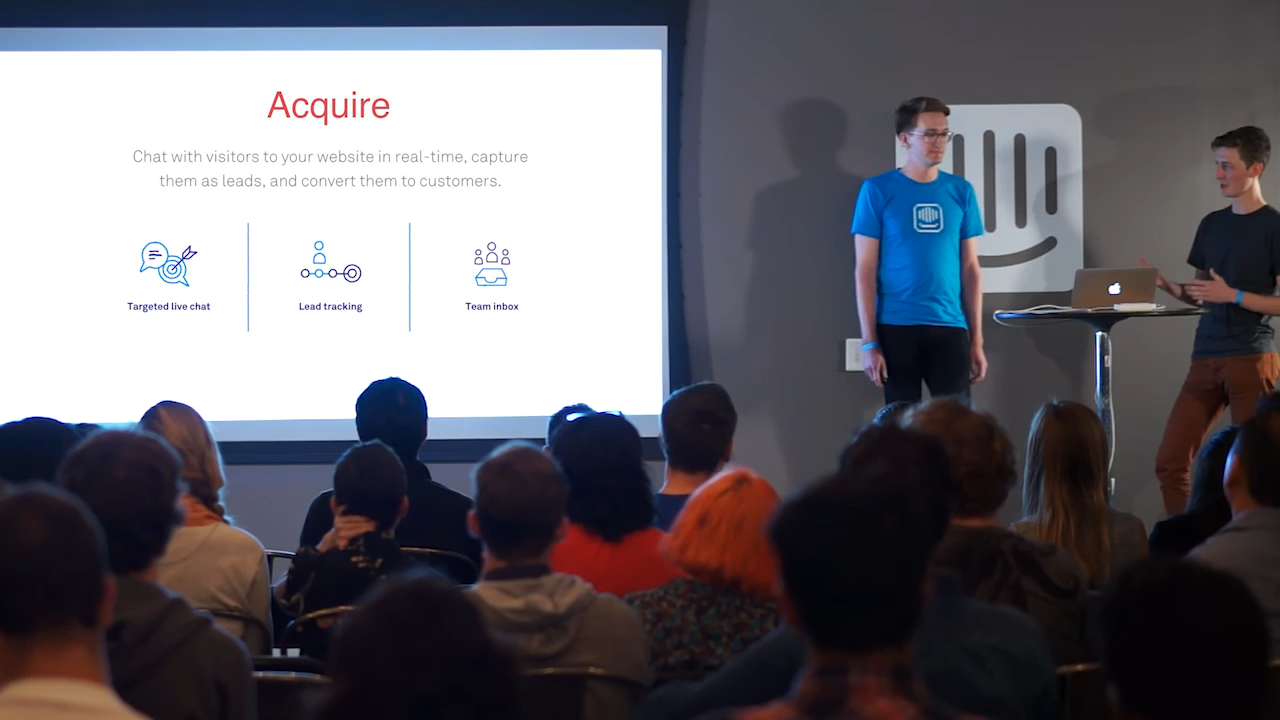 Acquire
Chat with visitors to your website in real-time, capture
them as leads, and convert them to customers.
Targeted live chat
Lead tracking
Team inbox